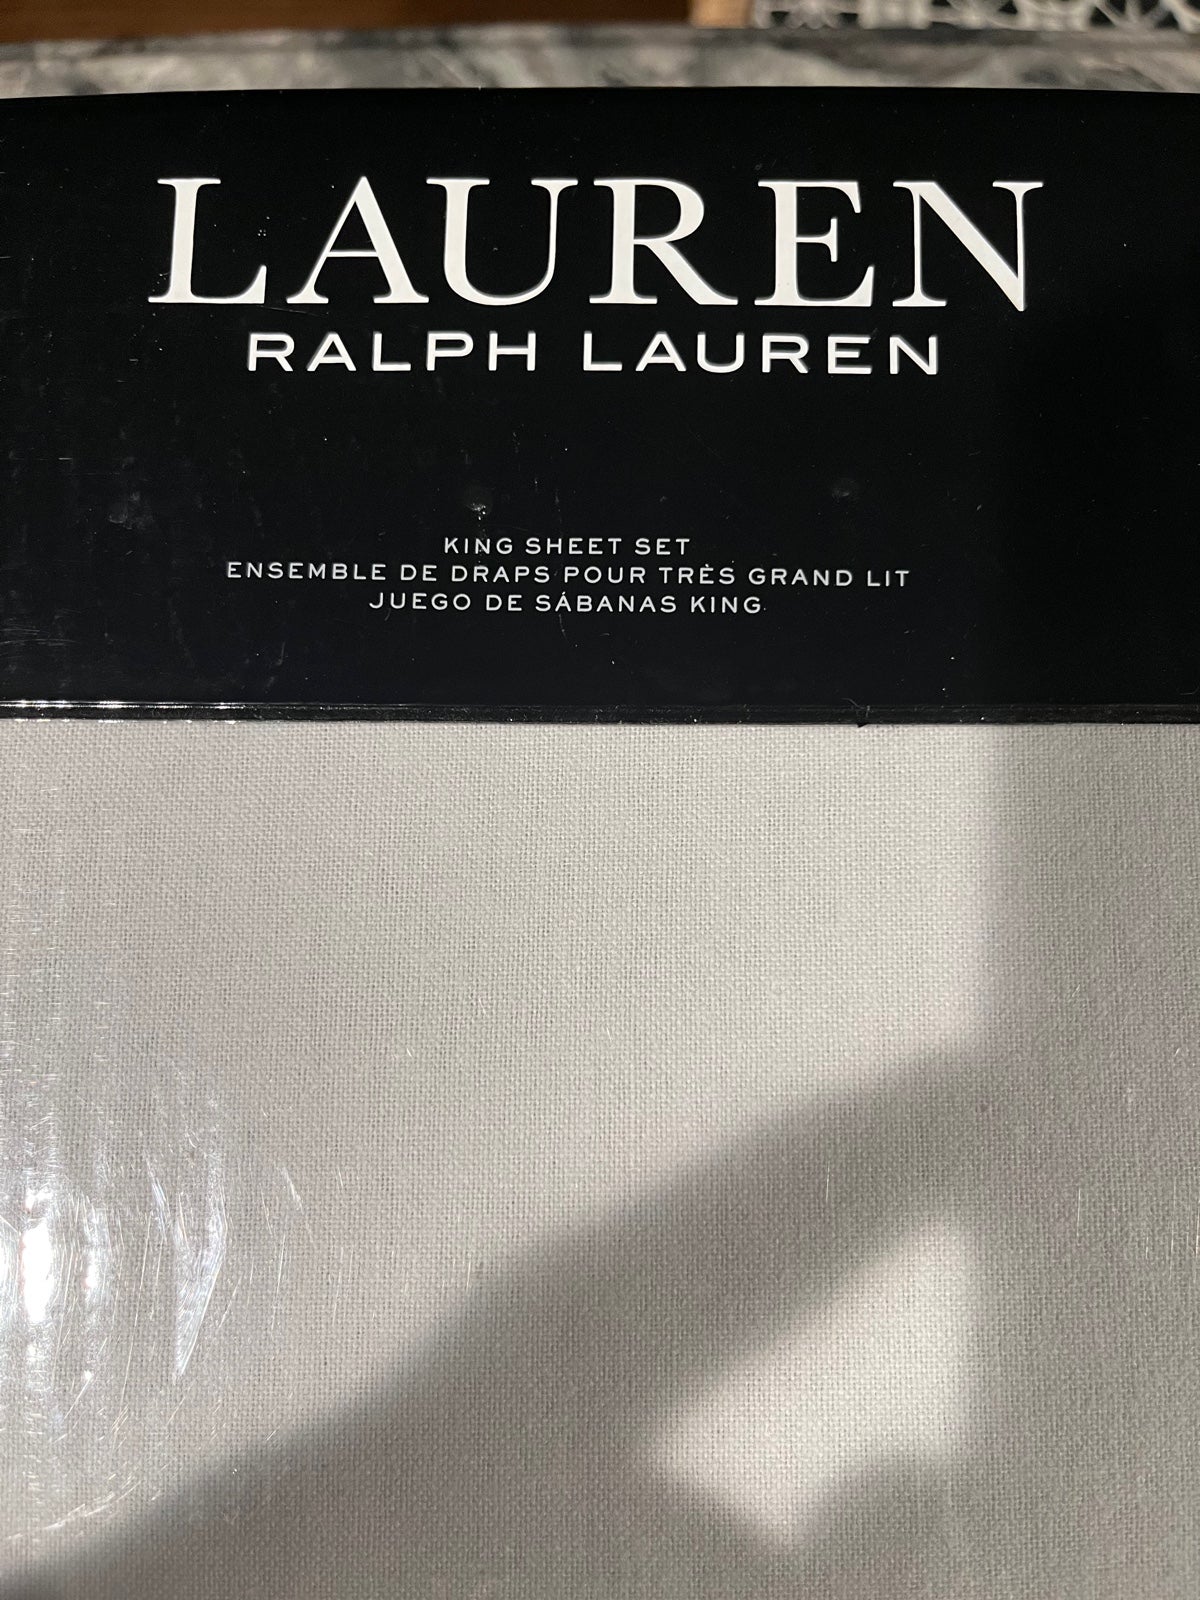 LAUREN
RALPH LAUREN
KING SHEET SET
ENSEMBLE DE DRAPS POUR TRÈS GRAND LIT
JUEGO DE SÁBANAS KING